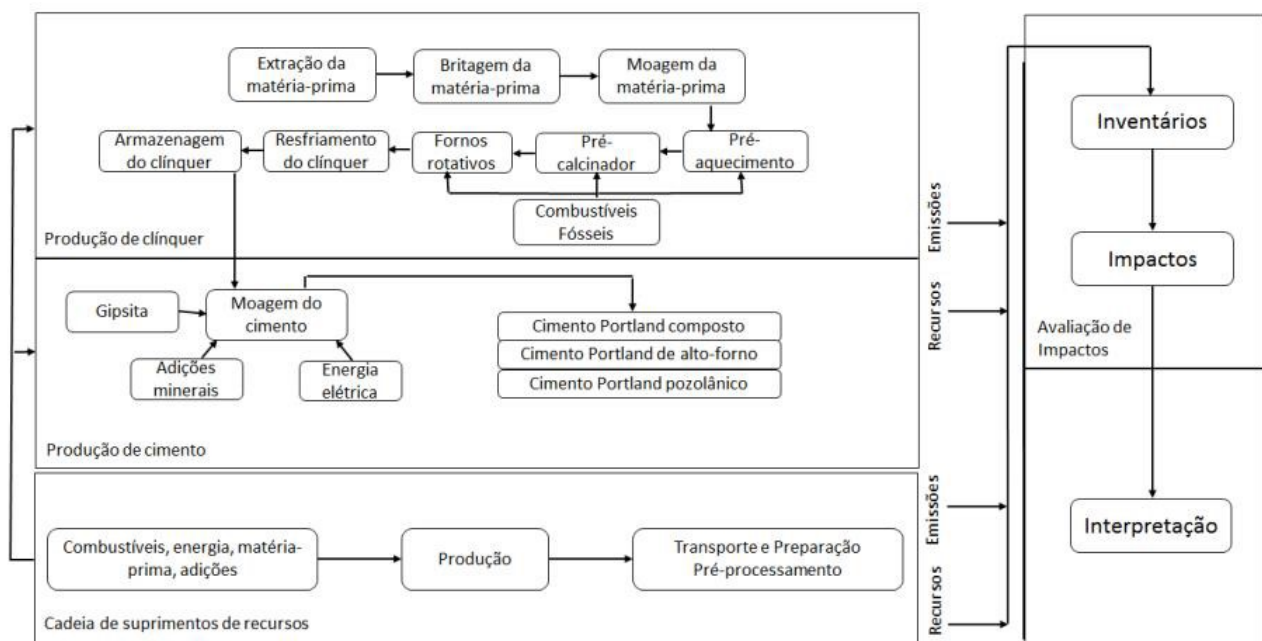 Extração da
matéria-prima
Britagem da
matéria-prima
Moagem da
matéria-prima
Armazenagem
do clínquer
Resfriamento
do clínquer
Fornos
rotativos
Pré-
calcinador
Pré-
aquecimento
Combustíveis
Fósseis
Produção de clínquer
Gipsita
Moagem do
cimento
Adições
minerais
Energia
elétrica
Cimento Portland composto
Cimento Portland de alto-forno
Cimento Portland pozolânico
Produção de cimento
Combustíveis, energia, matéria-
prima, adições
Produção
Transporte e Preparação
Pré-processamento
Cadeia de suprimentos de recursos
Emissões
Recursos
Emissões
Recursos
Inventários
Impactos
Avaliação de
Impactos
Interpretação